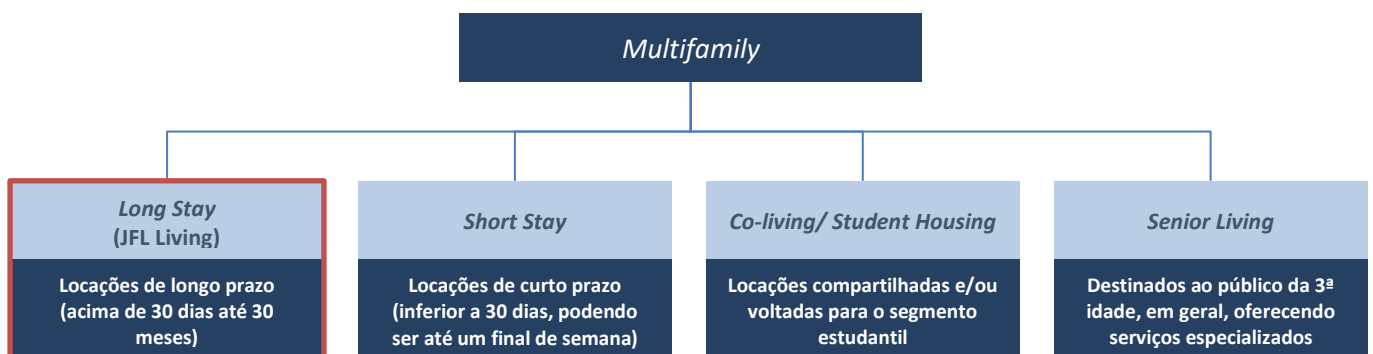 Multifamily
Long Stay
(JFL Living)
Locações de longo prazo
(acima de 30 dias até 30
meses)
Short Stay
Locações de curto prazo
(inferior a 30 dias, podendo
ser até um final de semana)
Co-living/ Student Housing
Locações compartilhadas e/ou
voltadas para o segmento
estudantil
Senior Living
Destinados ao público da 3ª
idade, em geral, oferecendo
serviços especializados